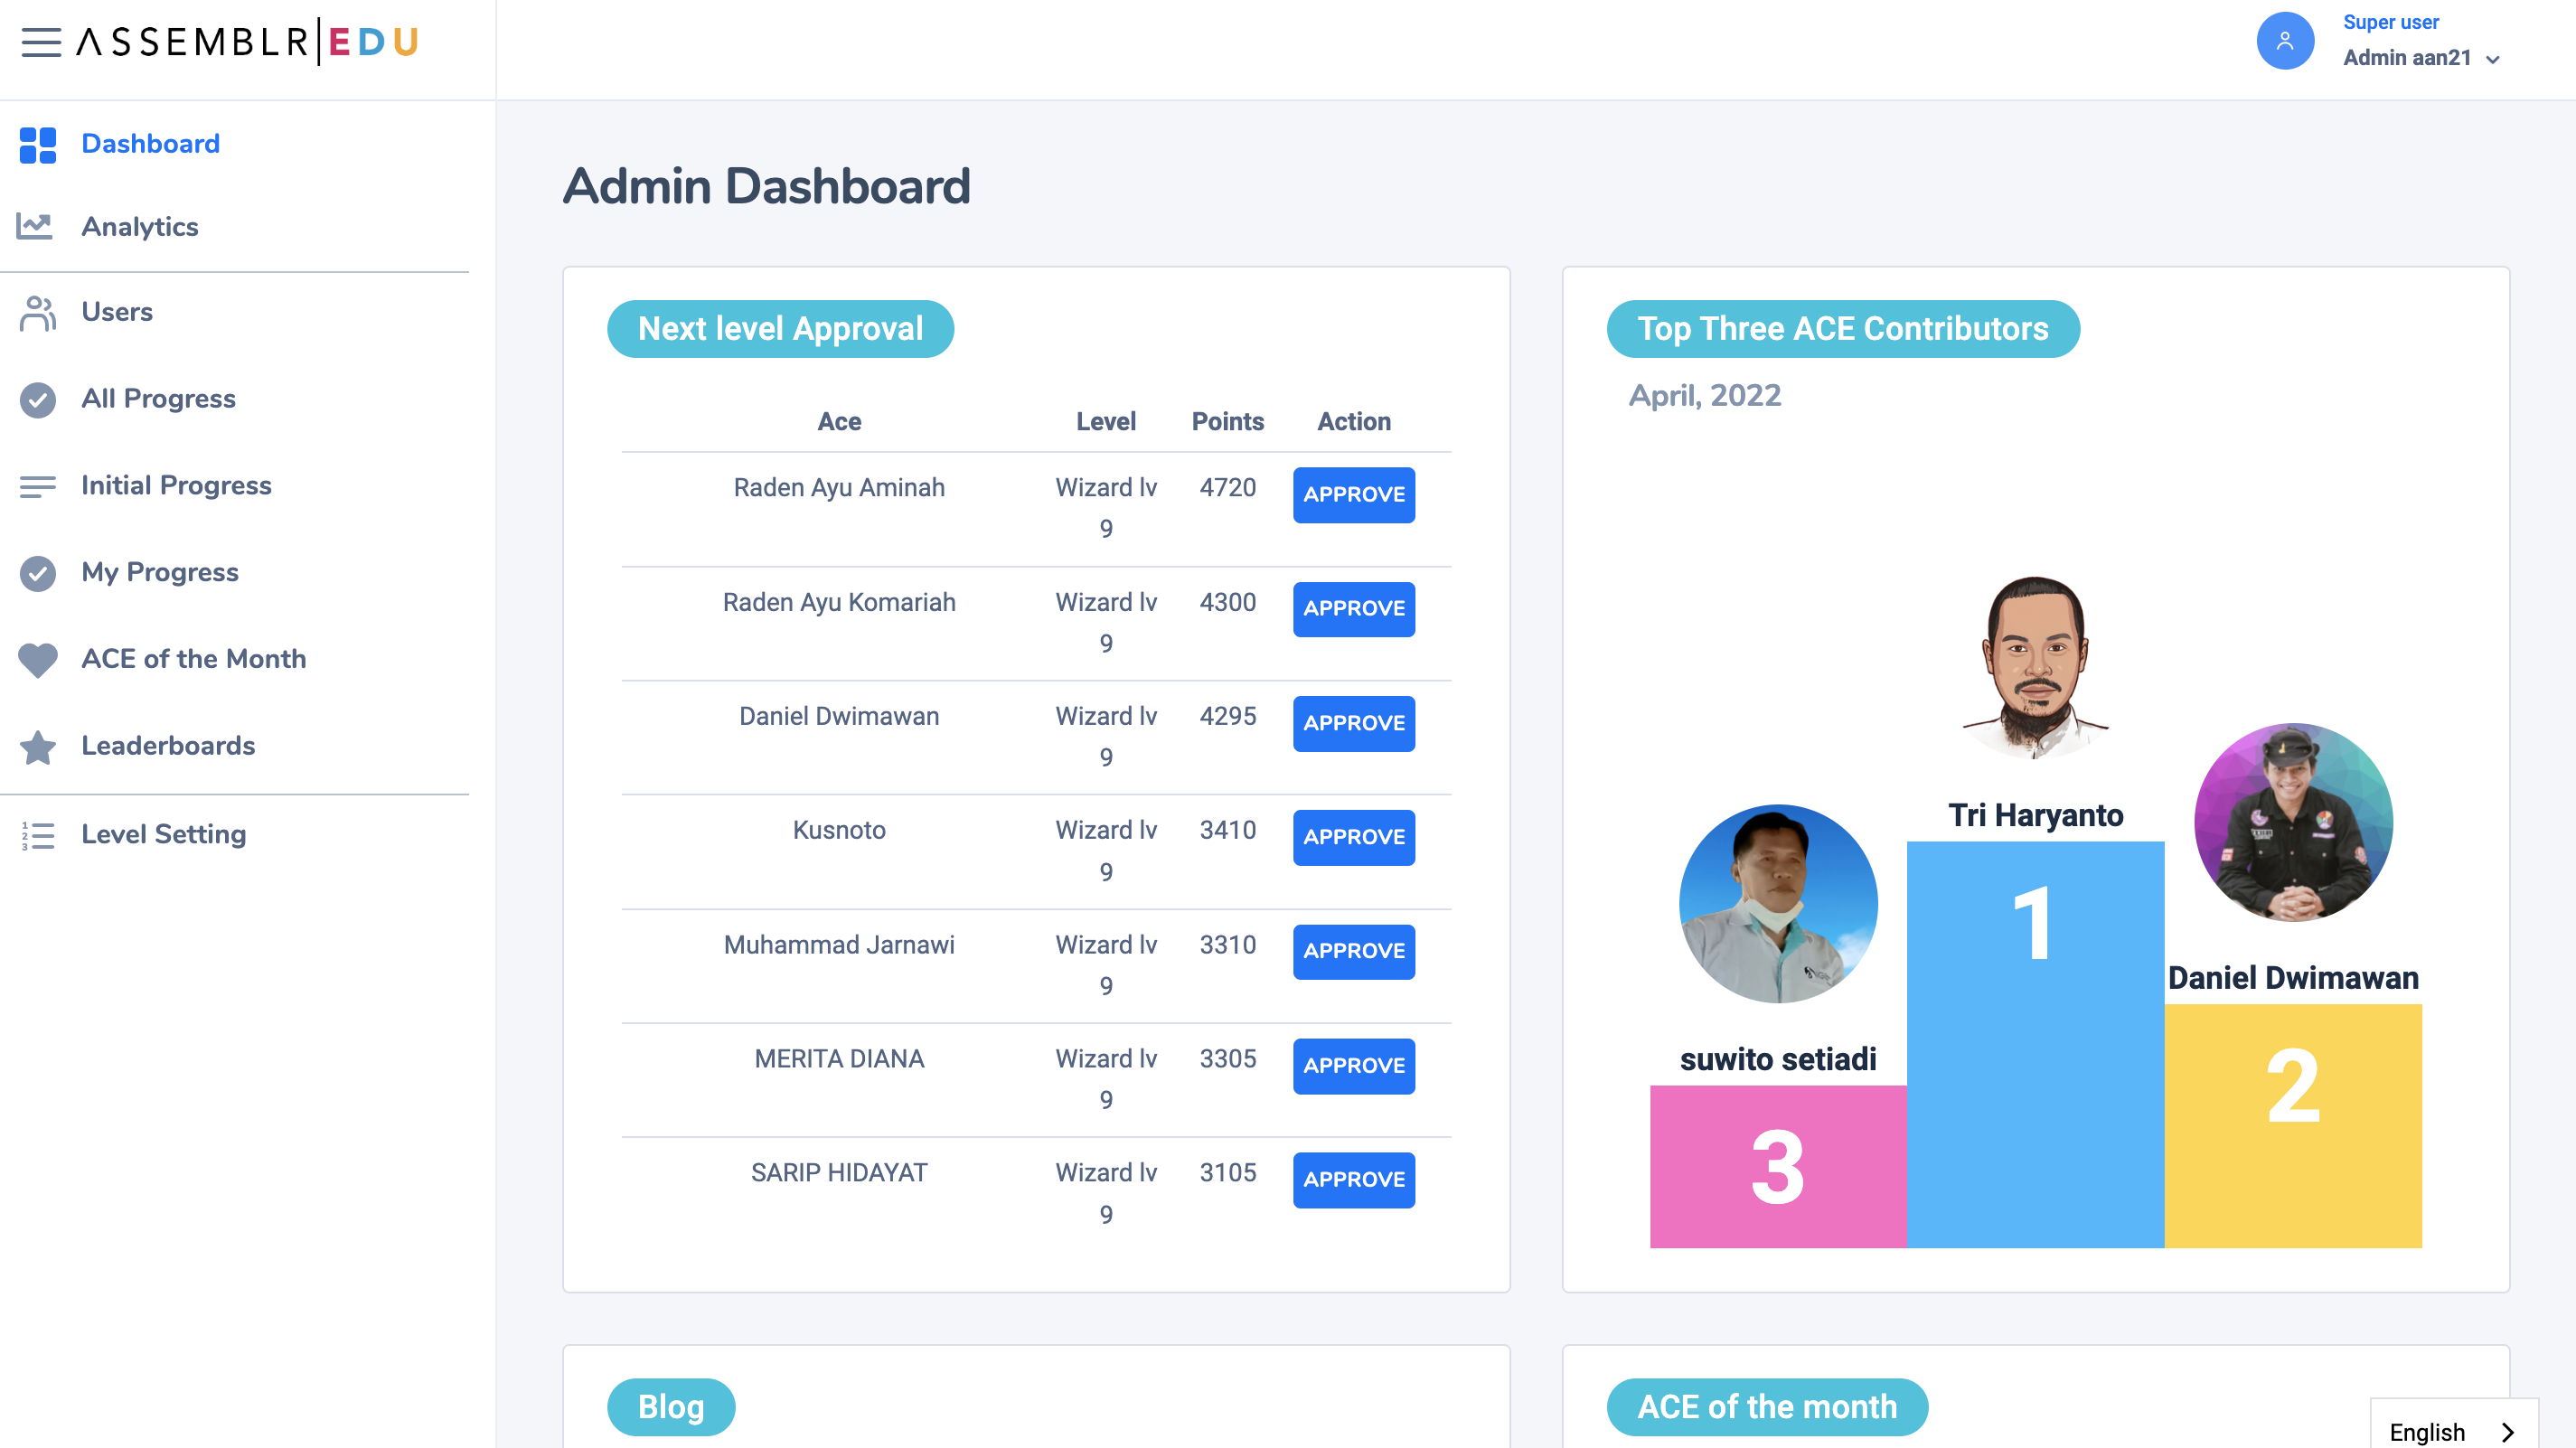 ASSEMBLR EDU
Super user
Admin aan21
Dashboard
Analytics
Users
All Progress
Initial Progress
My Progress
ACE of the Month
Leaderboards
1
2
3
Level Setting
Admin Dashboard
Next level Approval
Ace Level Points Action
Raden Ayu Aminah Wizard lv 4720 APPROVE
9
Raden Ayu Komariah Wizard lv 4300 APPROVE
9
Daniel Dwimawan Wizard lv 4295 APPROVE
9
Kusnoto Wizard lv 3410 APPROVE
9
Muhammad Jarnawi Wizard lv 3310 APPROVE
9
MERITA DIANA Wizard lv 3305 APPROVE
9
SARIP HIDAYAT Wizard lv 3105 APPROVE
9
Top Three ACE Contributors
April, 2022
Tri Haryanto
1
Daniel Dwimawan
2
suwito setiadi
3
Blog
ACE of the month
English